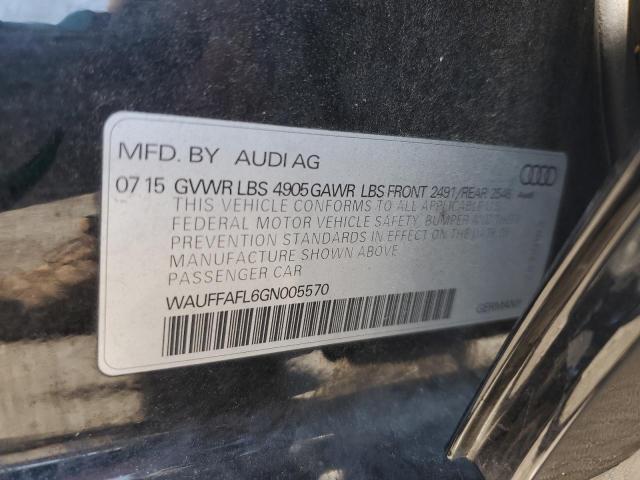 MFD. BY AUDI AG
07 15 GVWR LBS 4905 GAWR LBS FRONT 2491/REAR 2546 Audi
THIS VEHICLE CONFORMS TO ALL APPLICABLE US
FEDERAL MOTOR VEHICLE SAFETY, BUMPER AND THEFT
PREVENTION STANDARDS IN EFFECT ON THE DATE OF
MANUFACTURE SHOWN ABOVE
PASSENGER CAR
WAUFFAFL6GN005570
GERMANY